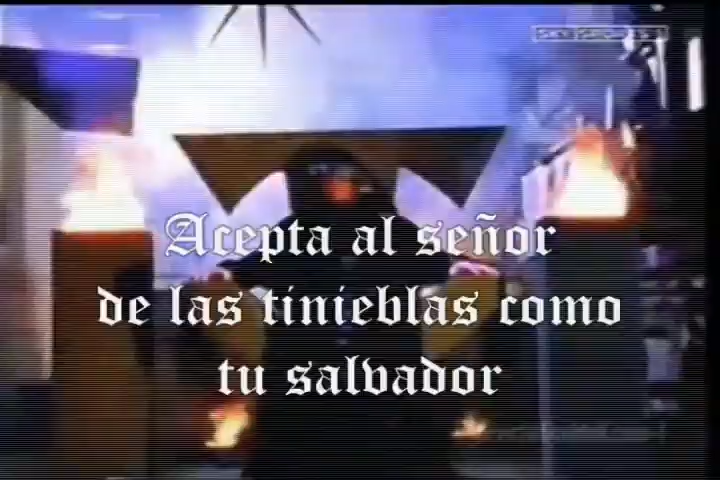 Acepta al señor
de las tinieblas como
tu salvador